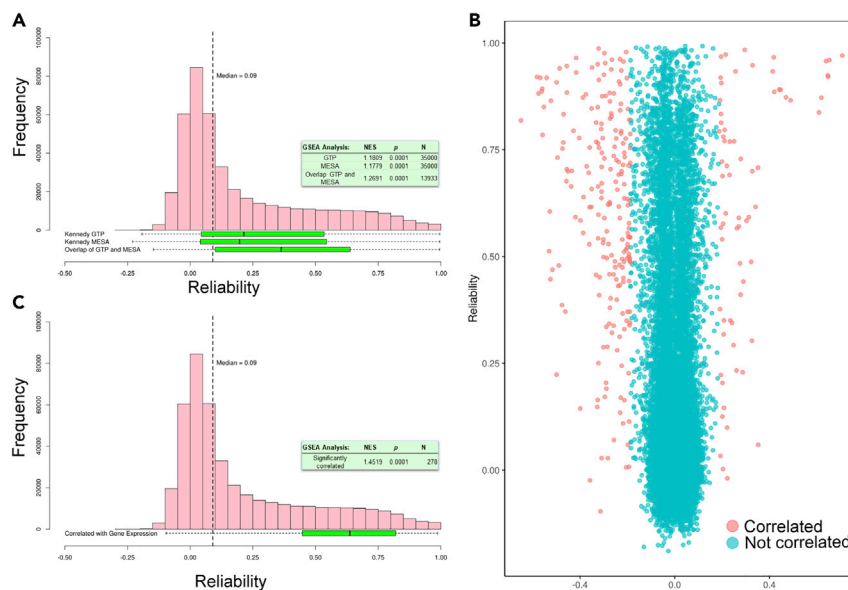 A
Frequency
100000
80000
60000
40000
20000
0
Median = 0.09
GSEA Analysis: NES p N
GTP 1.1809 0.0001 35000
MESA 1.1779 0.0001 35000
Overlap GTP and MESA 1.2691 0.0001 13933
Kennedy GTP
Kennedy MESA
Overlap of GTP and MESA
-0.50 -0.25 0.00 0.25 0.50 0.75 1.00
Reliability
C
Frequency
100000
80000
60000
40000
20000
0
Median = 0.09
GSEA Analysis: NES p N
Significantly correlated 1.4519 0.0001 278
Correlated with Gene Expression
-0.50 -0.25 0.00 0.25 0.50 0.75 1.00
Reliability
B
Reliability
1.00
0.75
0.50
0.25
0.00
Correlated
Not correlated
-0.4 0.0 0.4